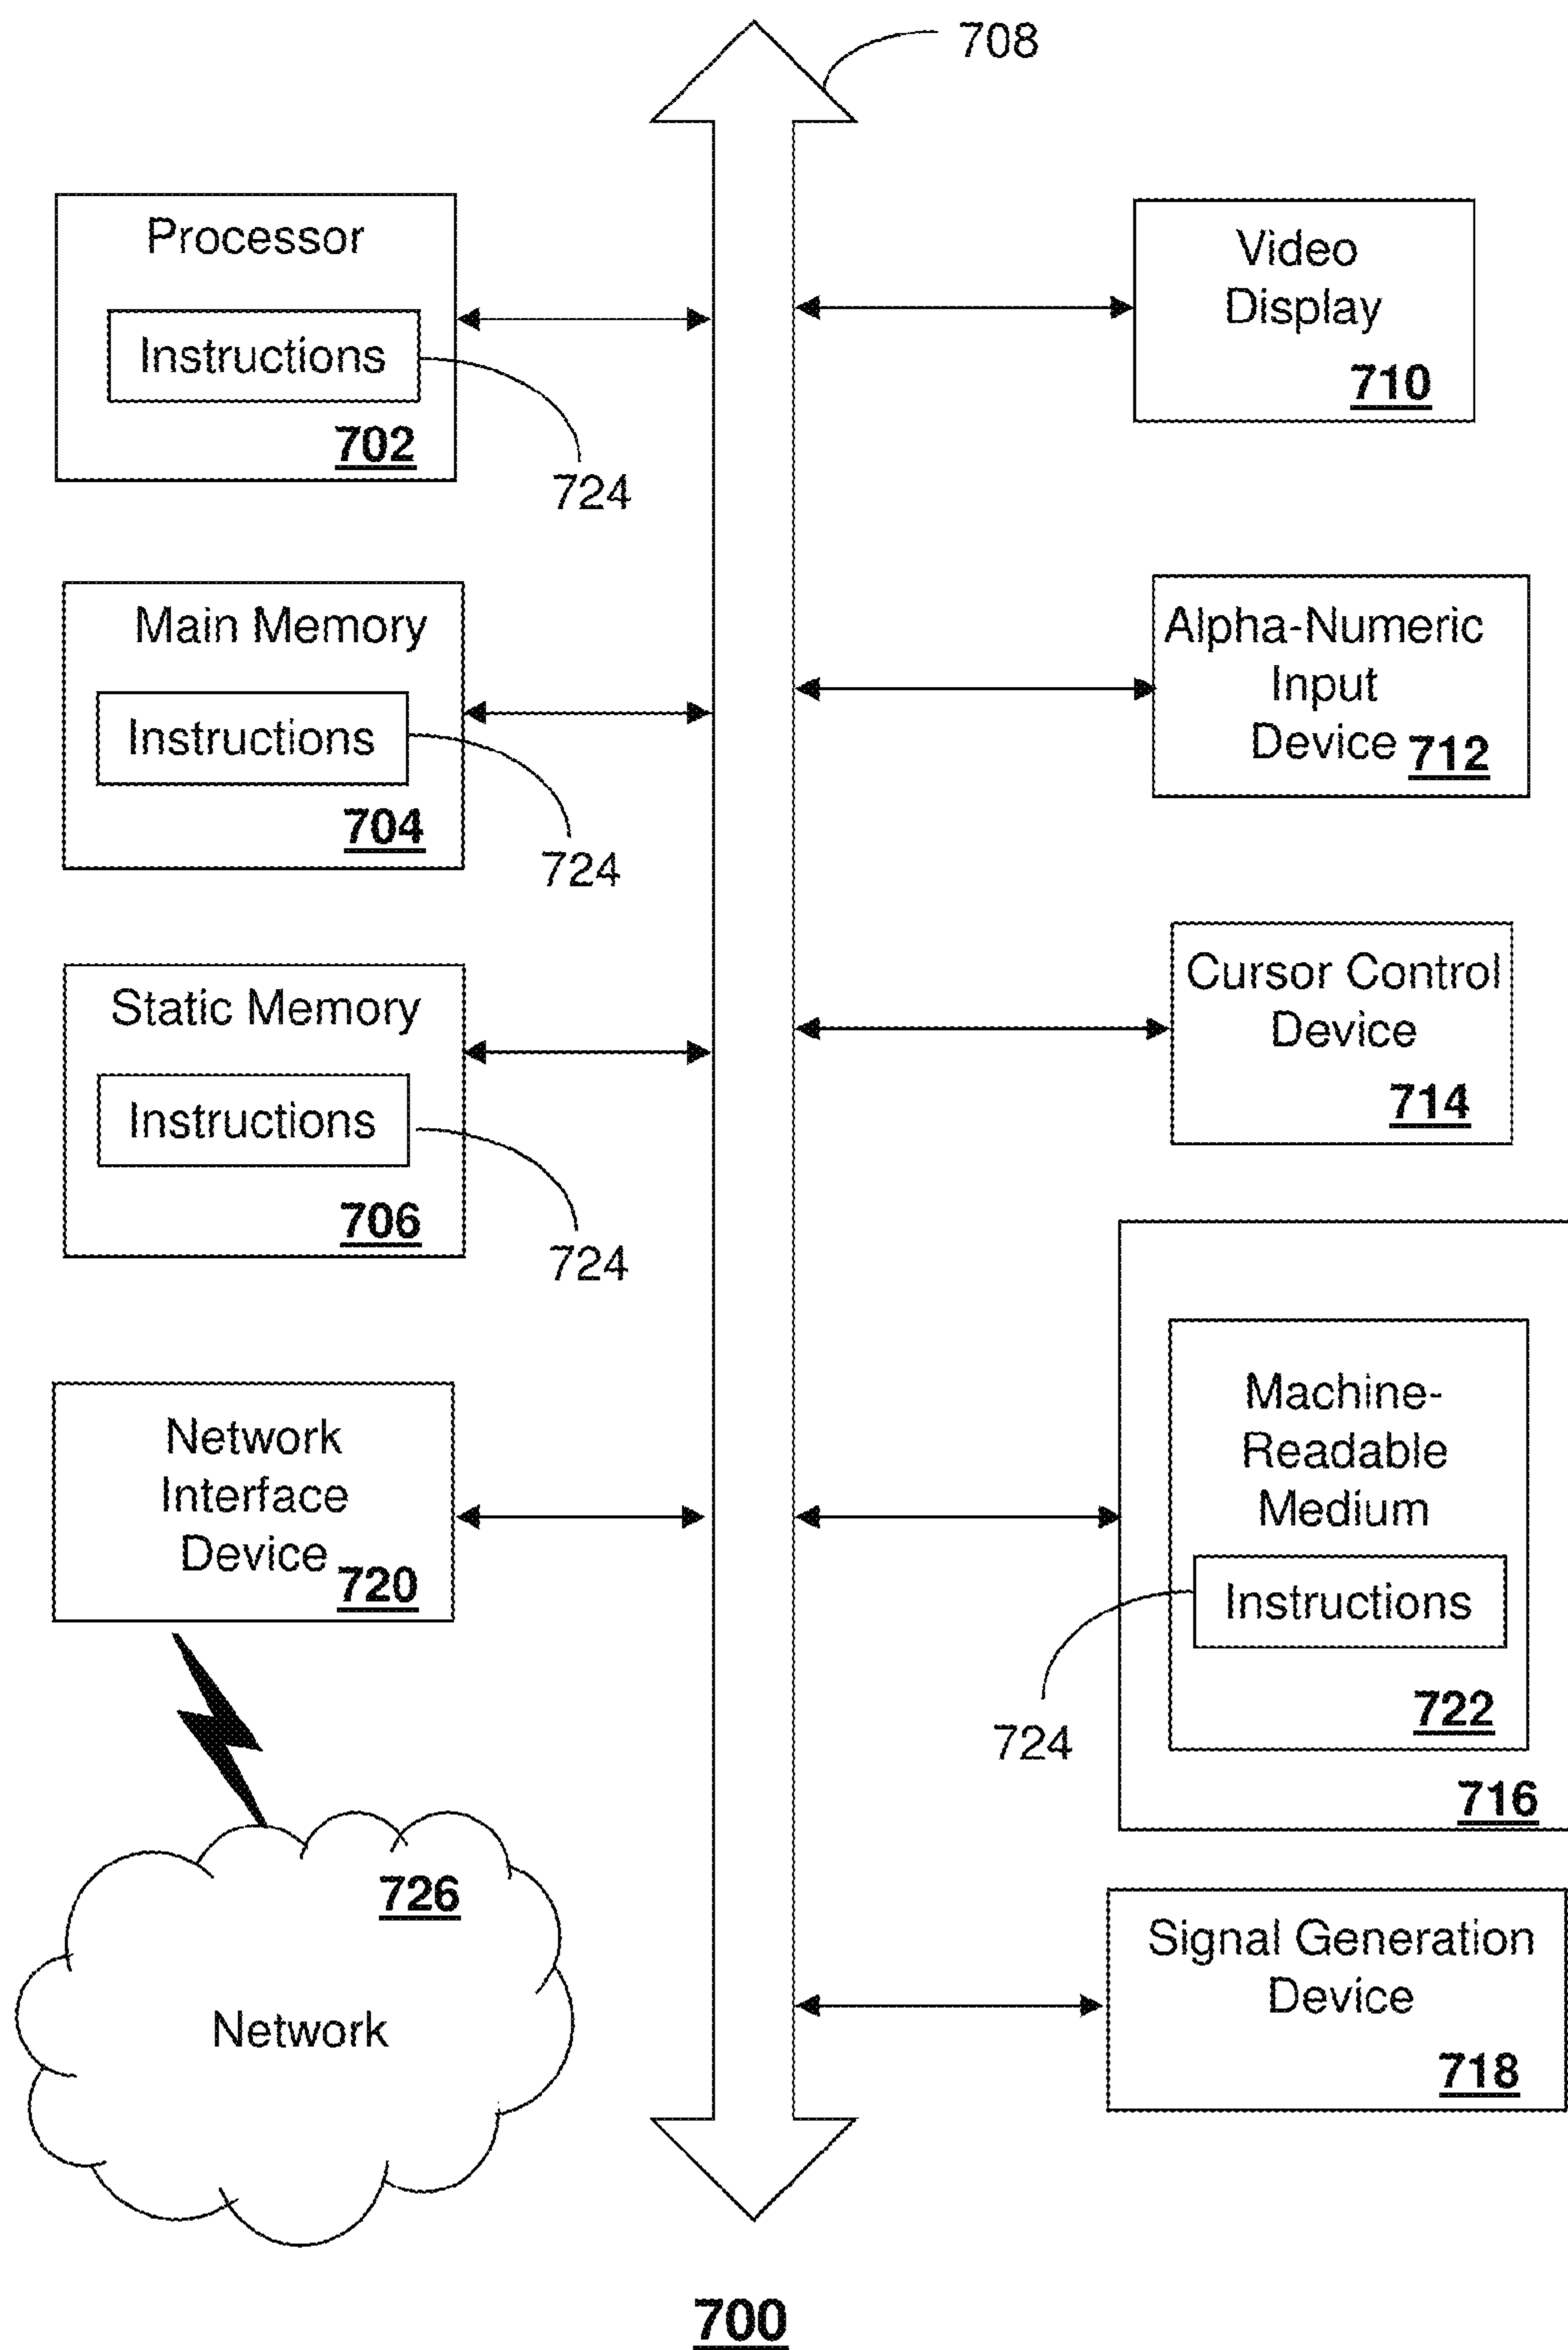 708
Processor
Instructions
702
724
Main Memory
Instructions
704
724
Static Memory
Instructions
706
724
Network
Interface
Device
720
726
Network
Video
Display
710
Alpha-Numeric
Input
Device 712
Cursor Control
Device
714
Machine-
Readable
Medium
Instructions
722
724
716
Signal Generation
Device
718
700